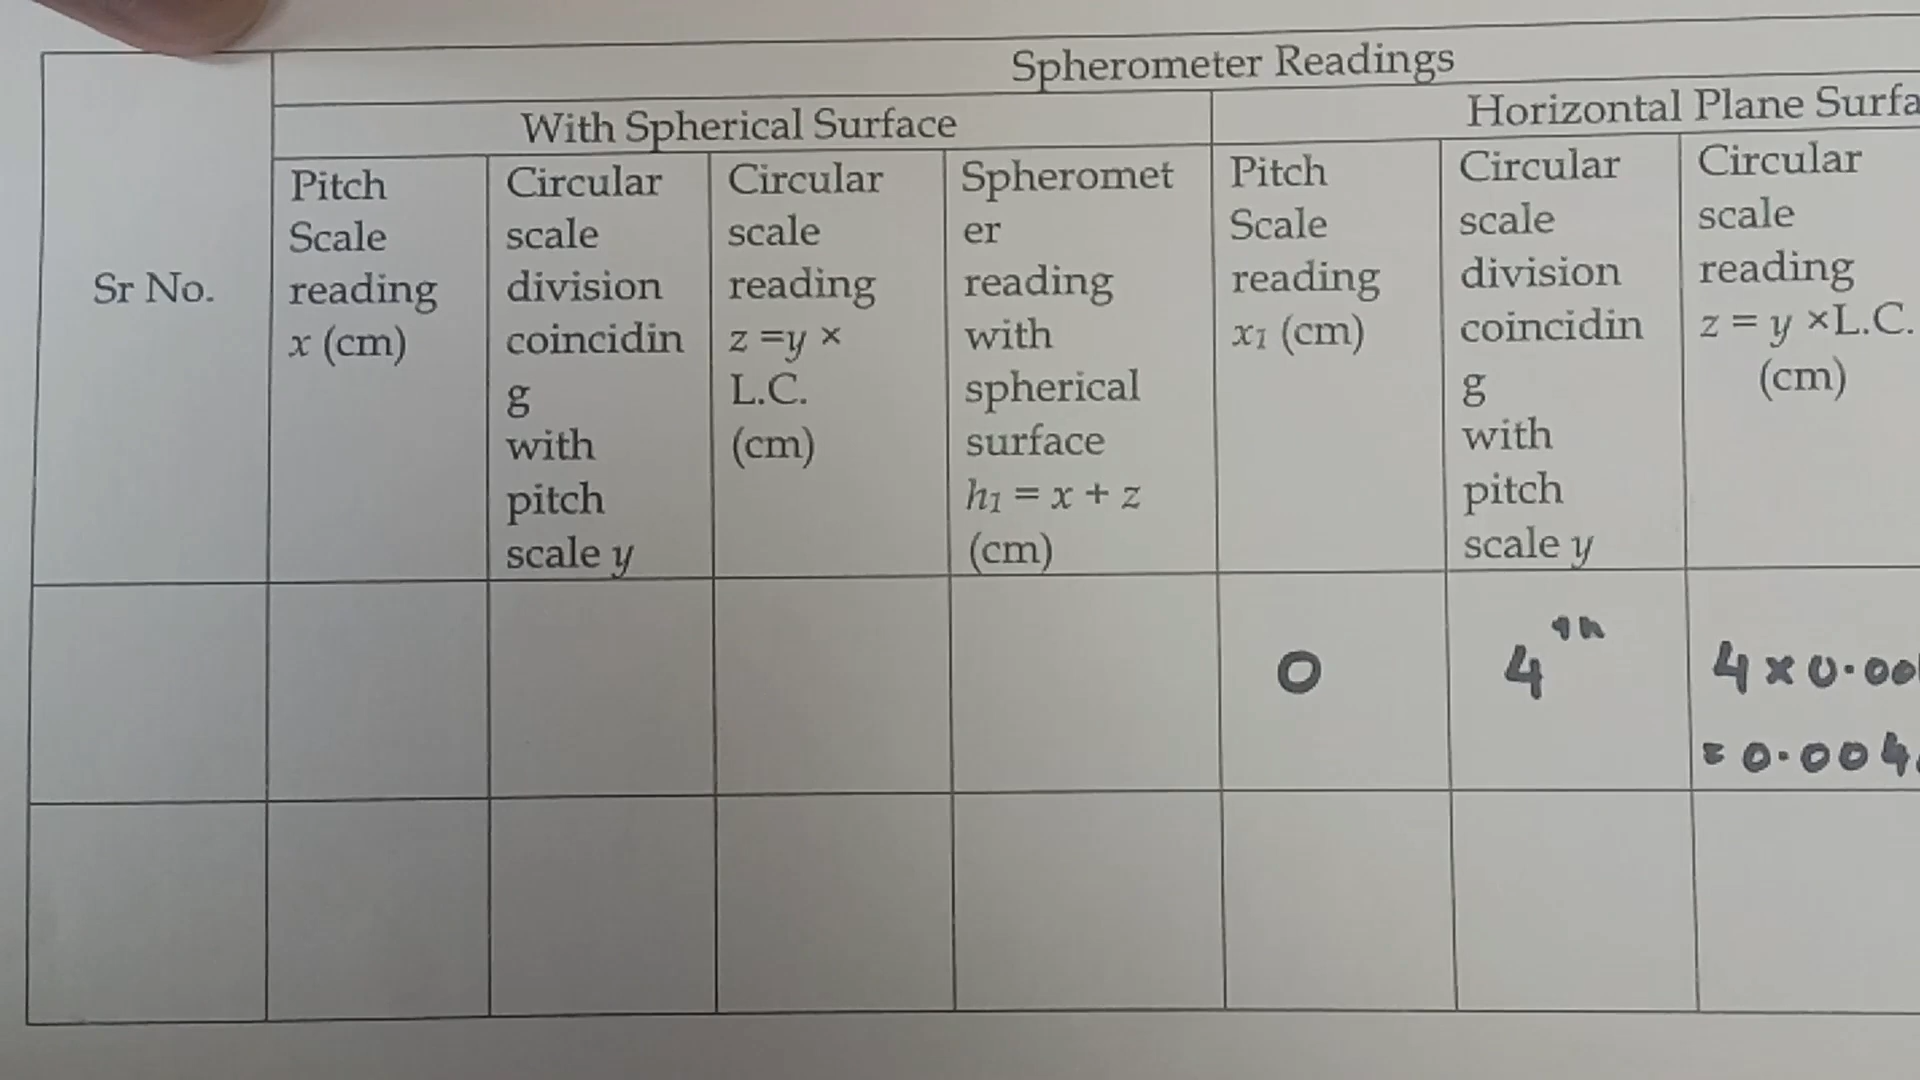 Spherometer Readings
With Spherical Surface
Horizontal Plane Surfa
Sr No.
Pitch
Scale
reading
x (cm)
Circular
scale
division
coincidin
g
with
pitch
scale y
Circular
scale
reading
z =y ×
L.C.
(cm)
Spheromet
er
reading
with
spherical
surface
h₁ = x + z
(cm)
Pitch
Scale
reading
x₁ (cm)
Circular
scale
division
coincidin
g
with
pitch
scale y
Circular
scale
reading
z = y ×L.C.
(cm)
0
4th
4 × 0.001
= 0.004